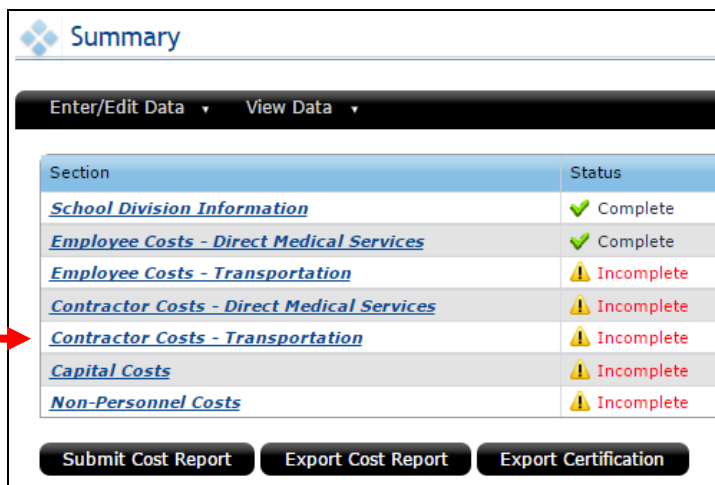 Summary
Enter/Edit Data ▼ View Data ▼
Section Status
School Division Information Complete
Employee Costs - Direct Medical Services Complete
Employee Costs - Transportation Incomplete
Contractor Costs - Direct Medical Services Incomplete
Contractor Costs - Transportation Incomplete
Capital Costs Incomplete
Non-Personnel Costs Incomplete
Submit Cost Report Export Cost Report Export Certification